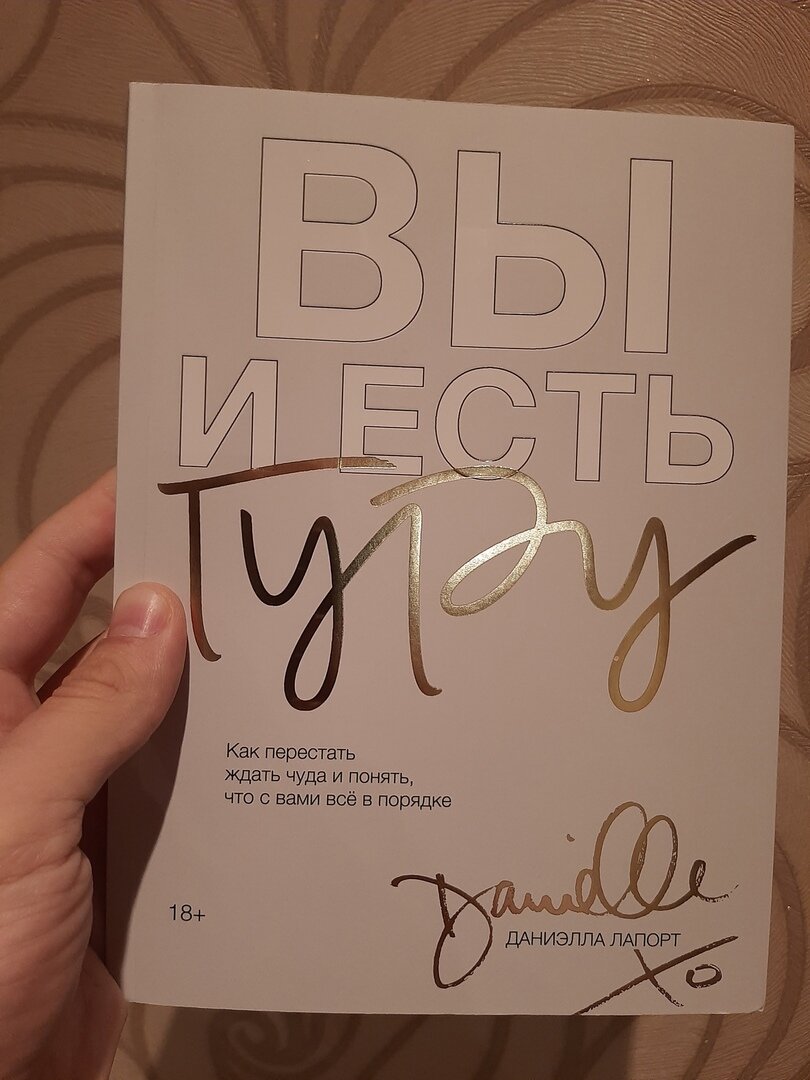 ВЫ
И ЕСТЬ
Гуру
Как перестать
ждать чуда и понять,
что с вами всё в порядке
18+
Danielle
ДАНИЭЛЛА ЛАПОРТ
xo